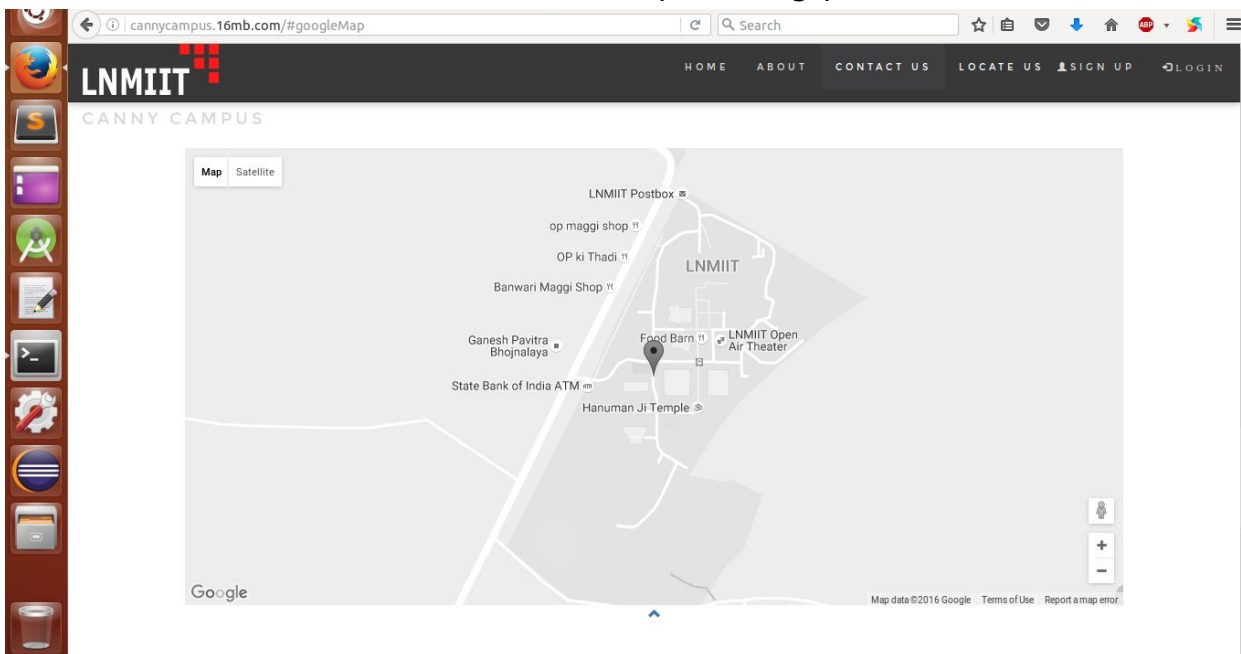 cannycampus.16mb.com/#googleMap
Search
ABP
LNMIIT
HOME ABOUT CONTACT US LOCATE US SIGN UP LOGIN
CANNY CAMPUS
Map Satellite
LNMIIT Postbox
op maggi shop
OP ki Thadi
LNMIIT
Banwari Maggi Shop
Ganesh Pavitra
Bhojnalaya
Food Barn
LNMIIT Open
Air Theater
State Bank of India ATM
ATM
Hanuman Ji Temple
+
−
Google
Map data ©2016 Google Terms of Use Report a map error